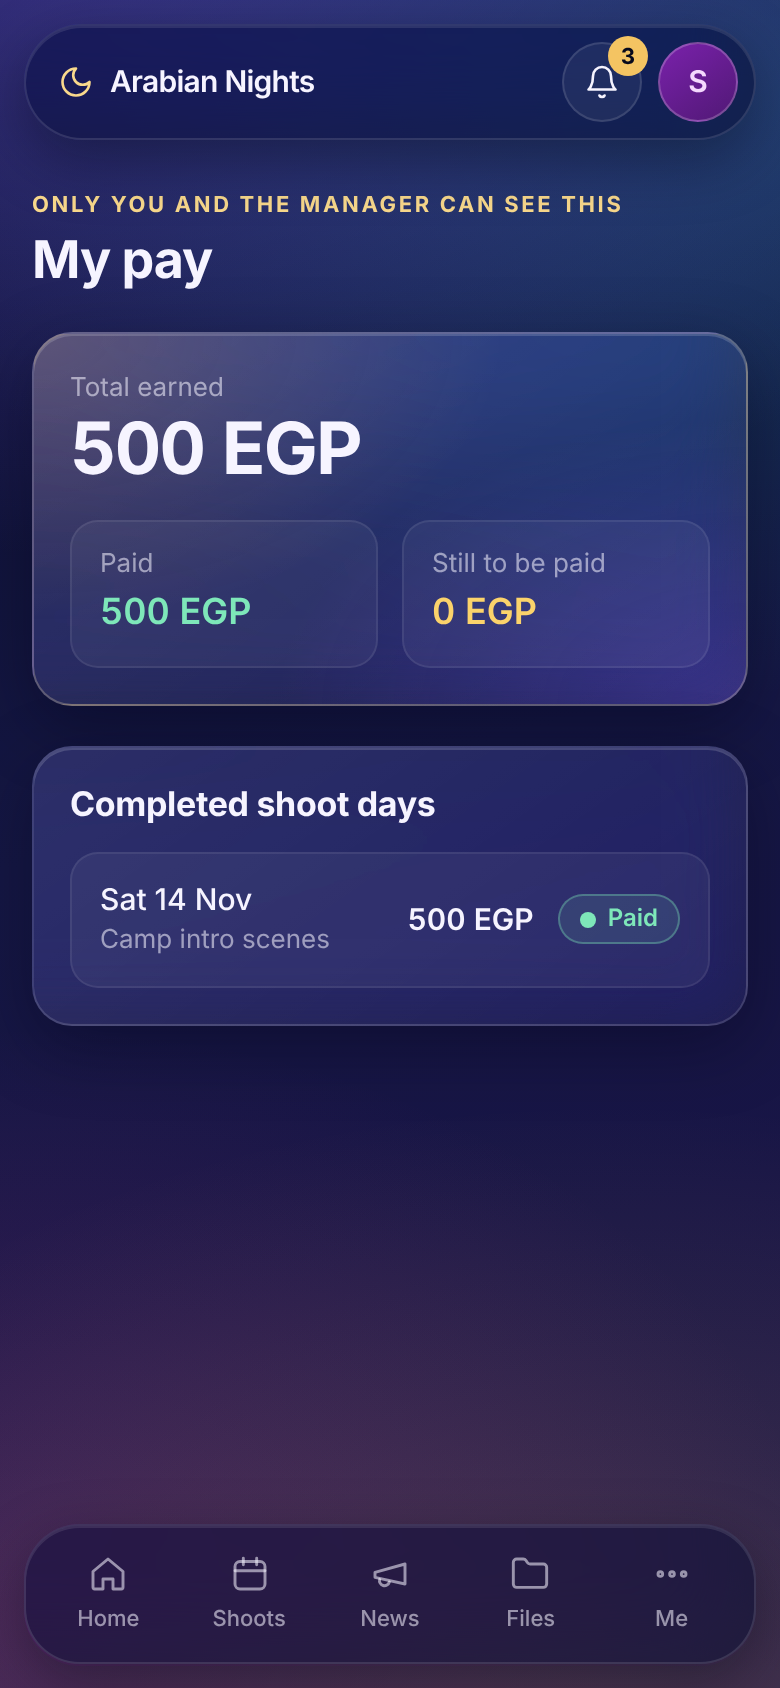 Arabian Nights
3
S
ONLY YOU AND THE MANAGER CAN SEE THIS
My pay
Total earned
500 EGP
Paid
500 EGP
Still to be paid
0 EGP
Completed shoot days
Sat 14 Nov
Camp intro scenes
500 EGP
Paid
Home
Shoots
News
Files
Me